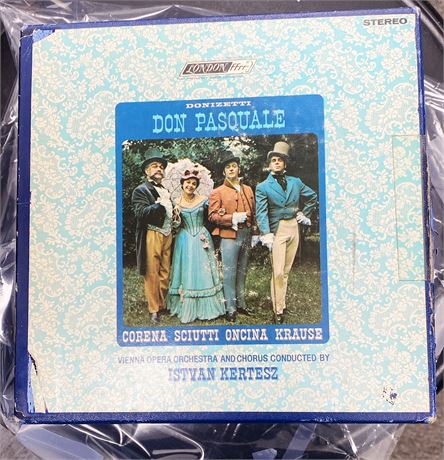 STEREO
LONDON ffrr
DONIZETTI
DON PASQUALE
CORENA SCIUTTI ONCINA KRAUSE
VIENNA OPERA ORCHESTRA AND CHORUS CONDUCTED BY
ISTVAN KERTESZ